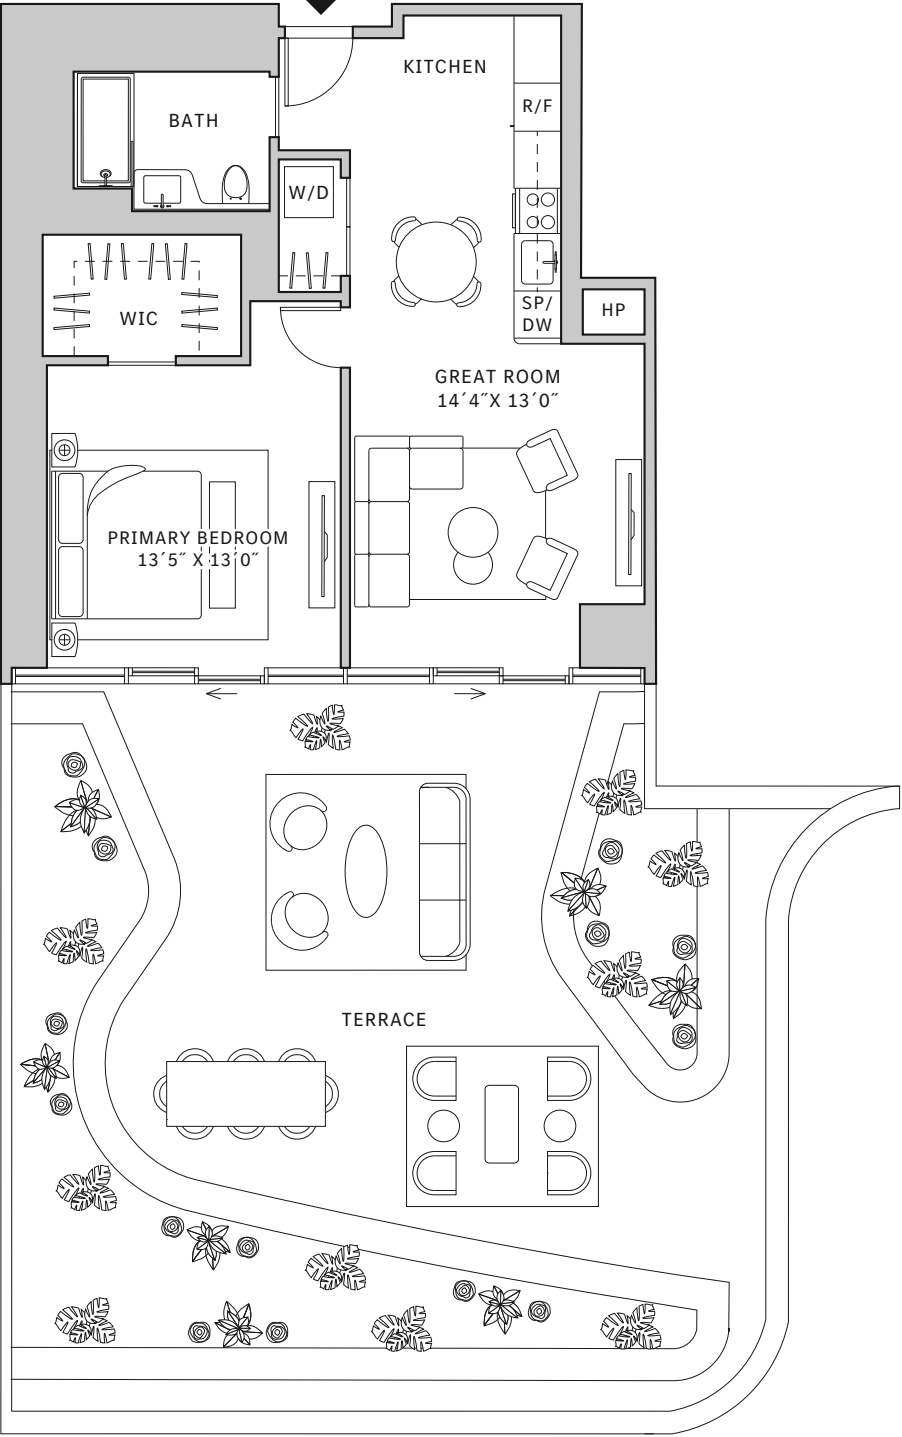 KITCHEN
R/F
BATH
W/D
WIC
SP/
DW
HP
GREAT ROOM
14´4˝X 13´0˝
PRIMARY BEDROOM
13´5˝ X 13´0˝
TERRACE